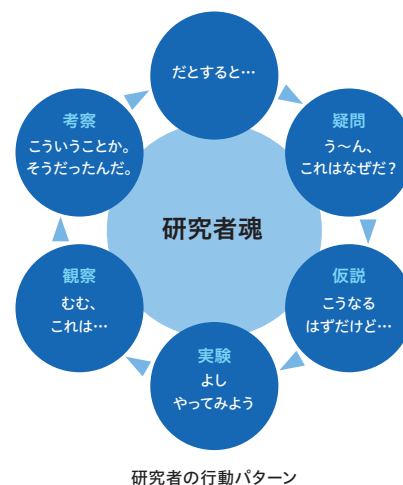 だとすると…
疑問
う〜ん、
これはなぜだ?
仮説
こうなる
はずだけど…
実験
よし
やってみよう
観察
むむ、
これは…
考察
こういうことか。
そうだったんだ。
研究者魂
研究者の行動パターン